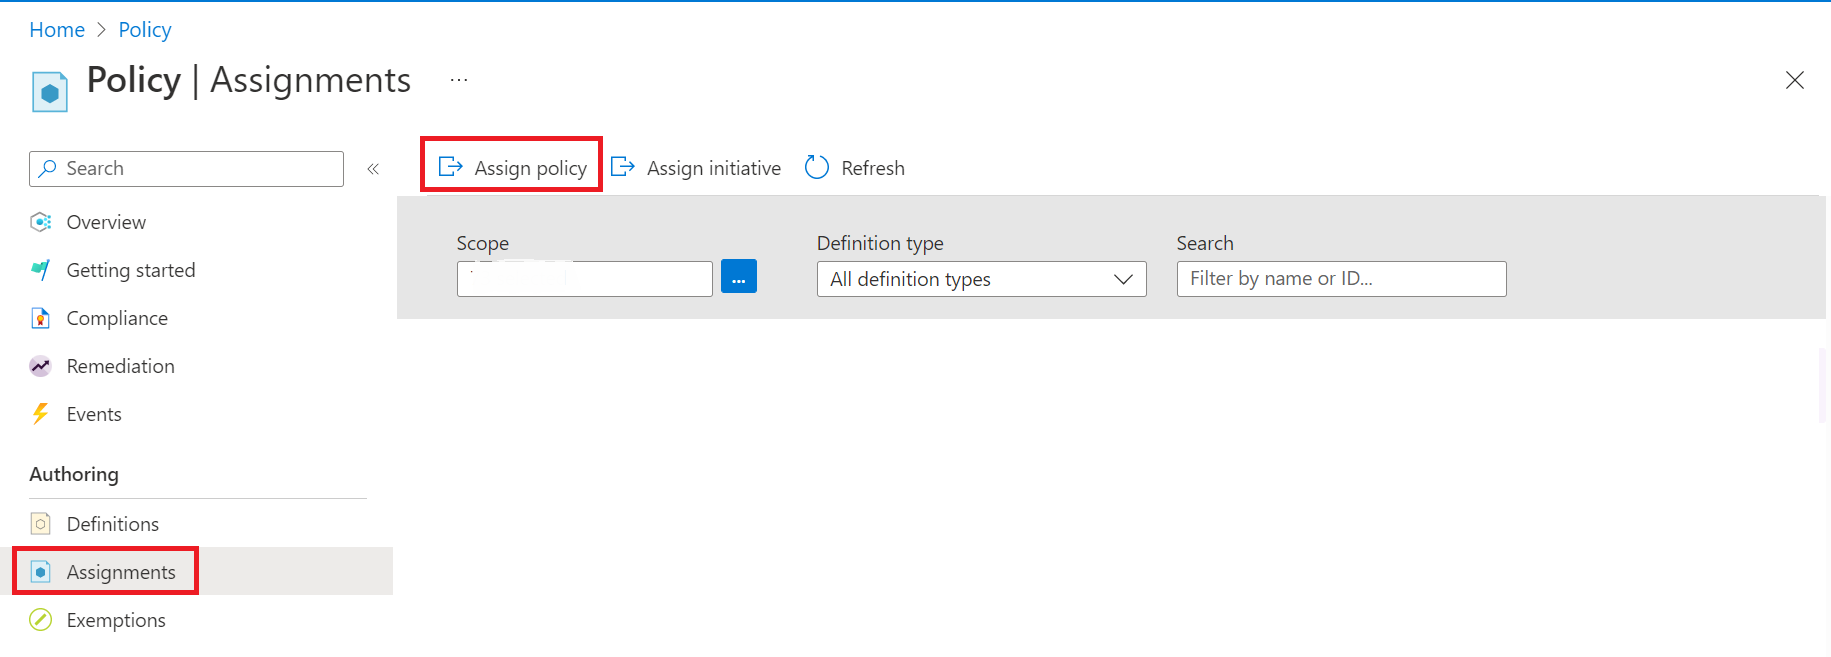 Home > Policy
Policy | Assignments ...
Search
«
Assign policy
Assign initiative
Refresh
Overview
Getting started
Compliance
Remediation
Events
Authoring
Definitions
Assignments
Exemptions
Scope
...
Definition type
All definition types
Search
Filter by name or ID...